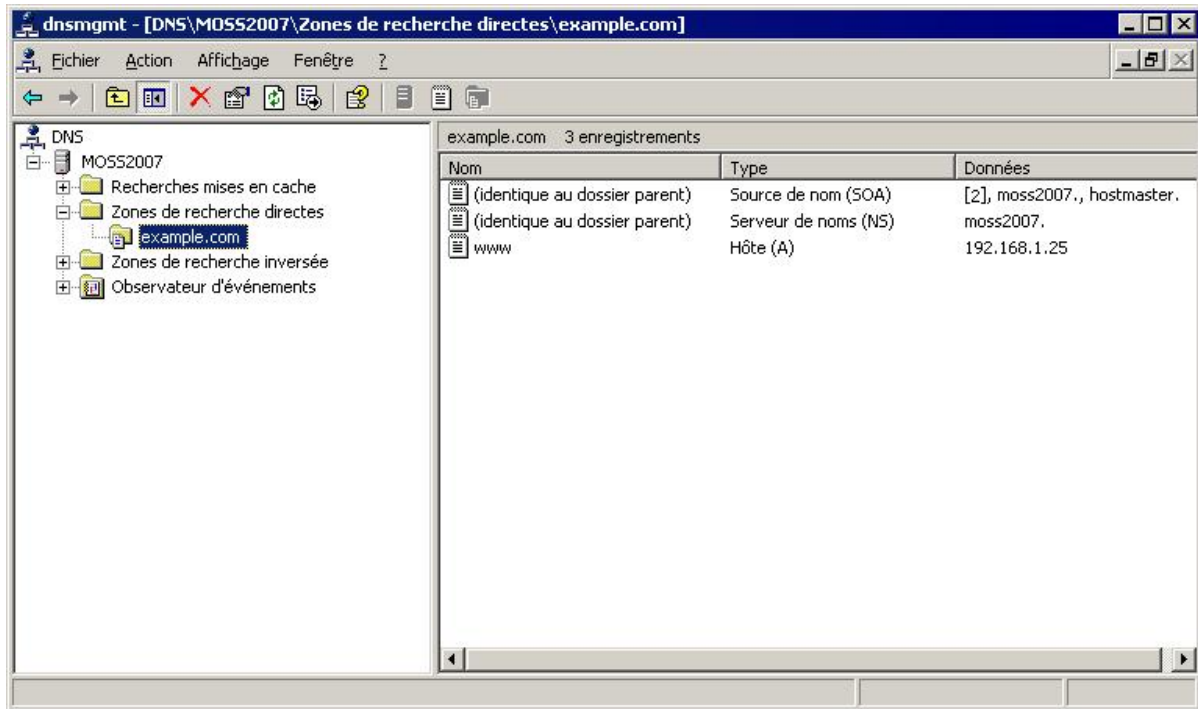 dnsmgmt - [DNS\MOSS2007\Zones de recherche directes\example.com]
Fichier Action Affichage Fenêtre ?
DNS
MOSS2007
Recherches mises en cache
Zones de recherche directes
example.com
Zones de recherche inversée
Observateur d'événements
example.com 3 enregistrements
Nom Type Données
(identique au dossier parent) Source de nom (SOA) [2], moss2007., hostmaster.
(identique au dossier parent) Serveur de noms (NS) moss2007.
www Hôte (A) 192.168.1.25